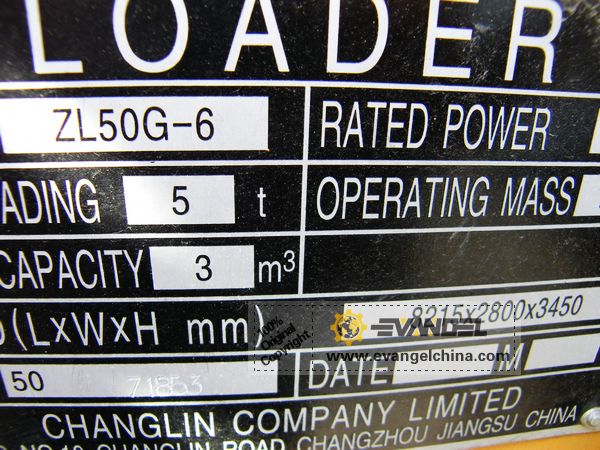 LOADER
ZL50G-6 RATED POWER
ADING 5 t OPERATING MASS
CAPACITY 3 m³
(LxWxH mm) 8215x2800x3450
100% Original Copyright
EVANGEL
www.evangelchina.com
50 71853 DATE M
CHANGLIN COMPANY LIMITED
CHANGLIN ROAD CHANGZHOU JIANGSU CHINA